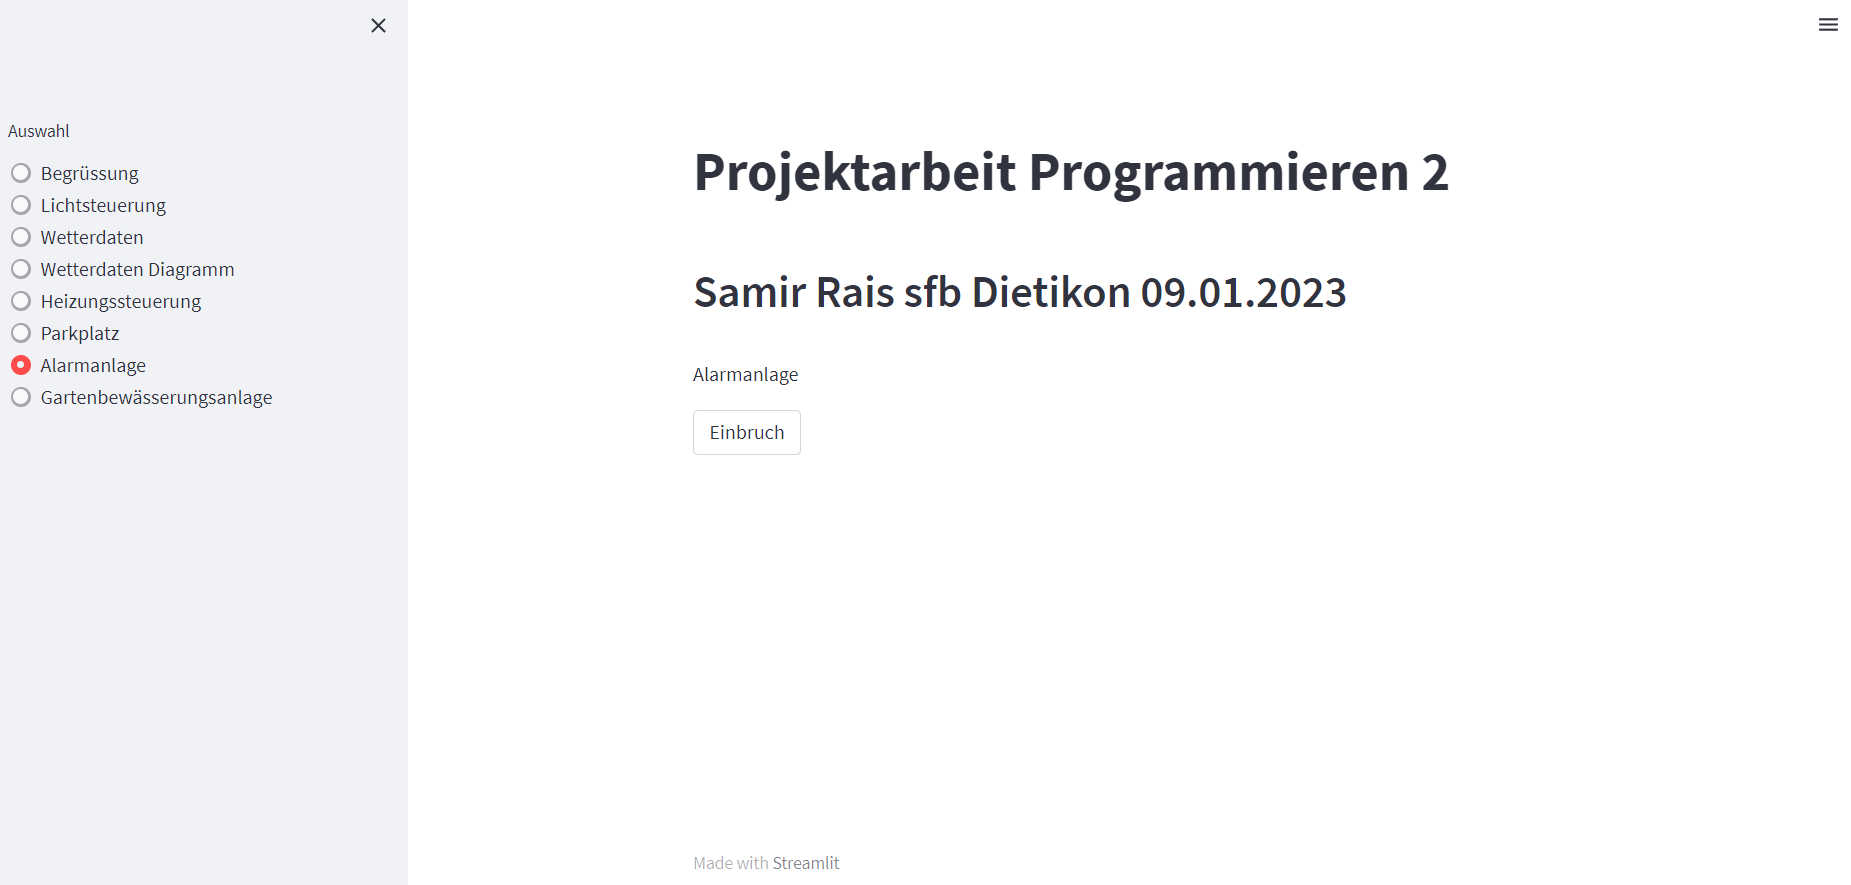 Auswahl
Begrüssung
Lichtsteuerung
Wetterdaten
Wetterdaten Diagramm
Heizungssteuerung
Parkplatz
Alarmanlage
Gartenbewässerungsanlage
Projektarbeit Programmieren 2
Samir Rais sfb Dietikon 09.01.2023
Alarmanlage
Einbruch
Made with Streamlit